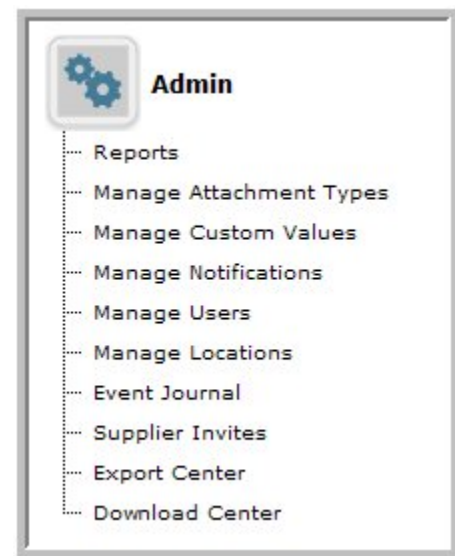 Admin
Reports
Manage Attachment Types
Manage Custom Values
Manage Notifications
Manage Users
Manage Locations
Event Journal
Supplier Invites
Export Center
Download Center